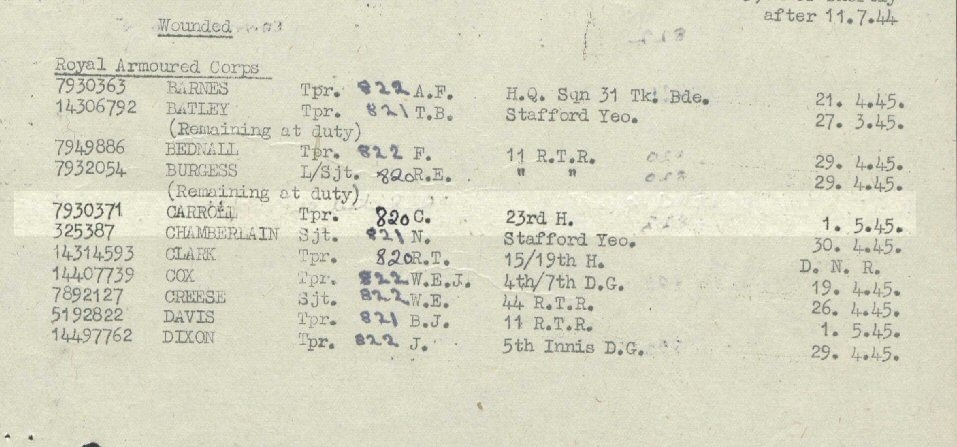 after 11.7.44
Wounded
Royal Armoured Corps
7930363 BARNES Tpr. 822 A.F. H.Q. Sqn 31 Tk. Bde. 21. 4.45.
14306792 BATLEY Tpr. 821 T.B. Stafford Yeo. 27. 3.45.
(Remaining at duty)
7949886 BEDNALL Tpr. 822 F. 11 R.T.R. 29. 4.45.
7932054 BURGESS L/Sjt. 820 R.E. " " 29. 4.45.
(Remaining at duty)
7930371 CARROLL Tpr. 820 C. 23rd H. 1. 5.45.
325387 CHAMBERLAIN Sjt. 821 N. Stafford Yeo. 30. 4.45.
14314593 CLARK Tpr. 820 R.T. 15/19th H. D. N. R.
14407739 COX Tpr. 822 W.E.J. 4th/7th D.G. 19. 4.45.
7892127 CREESE Sjt. 822 W.E. 44 R.T.R. 26. 4.45.
5192822 DAVIS Tpr. 821 B.J. 11 R.T.R. 1. 5.45.
14497762 DIXON Tpr. 822 J. 5th Innis D.G. 29. 4.45.